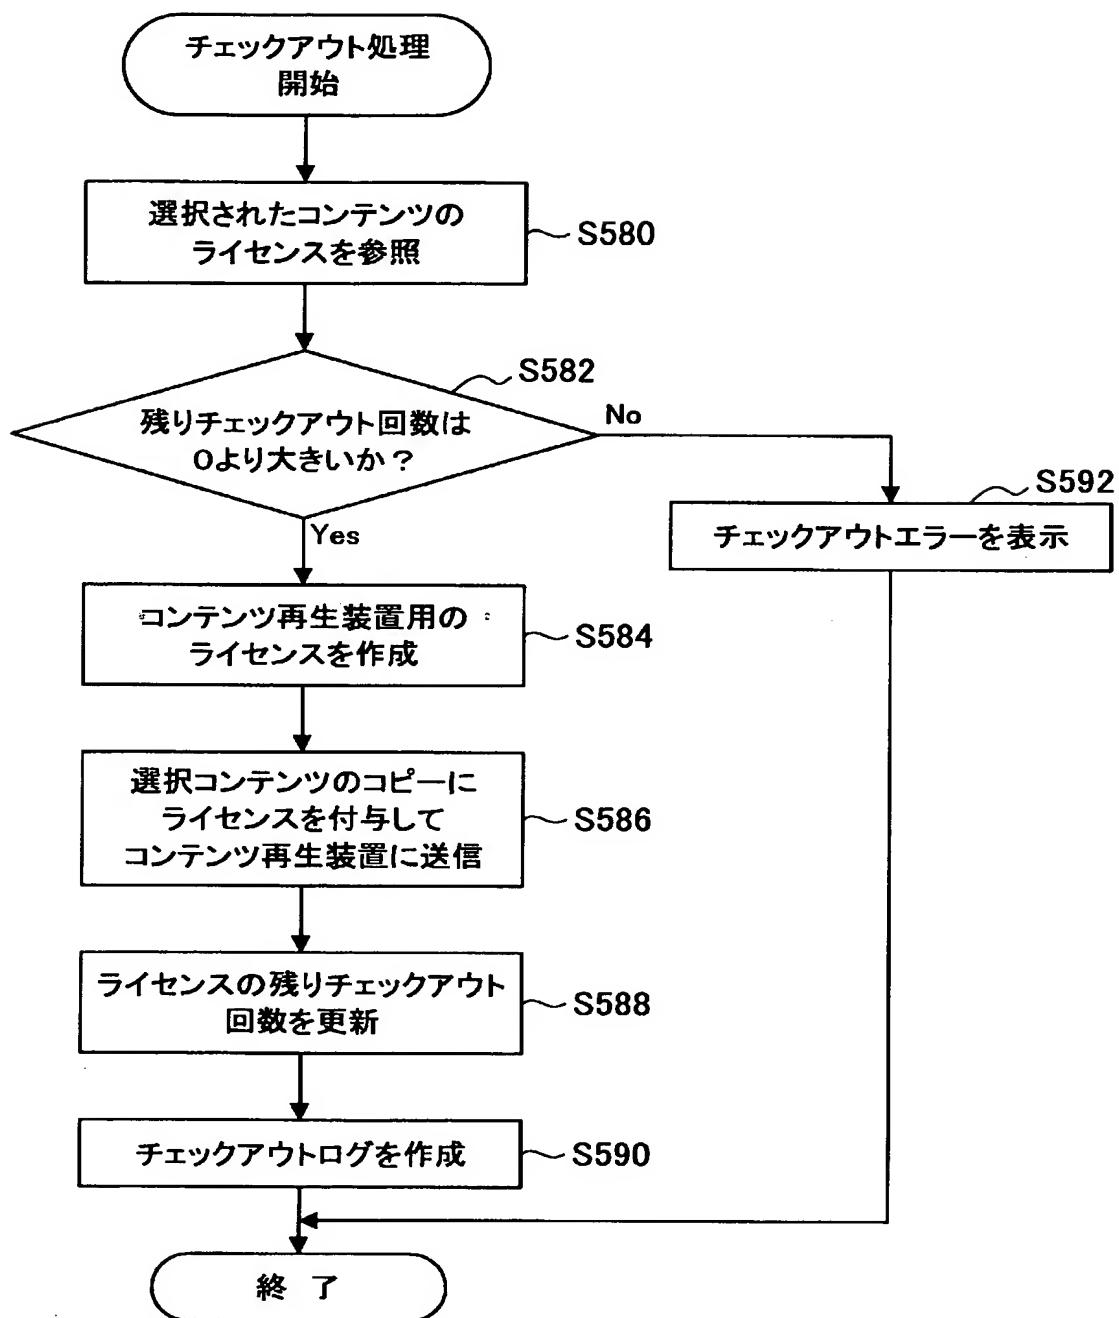 チェックアウト処理
開始
選択されたコンテンツの
ライセンスを参照
S580
S582
残りチェックアウト回数は
0より大きいか？
No
S592
チェックアウトエラーを表示
Yes
コンテンツ再生装置用の
ライセンスを作成
S584
選択コンテンツのコピーに
ライセンスを付与して
コンテンツ再生装置に送信
S586
ライセンスの残りチェックアウト
回数を更新
S588
チェックアウトログを作成
S590
終 了